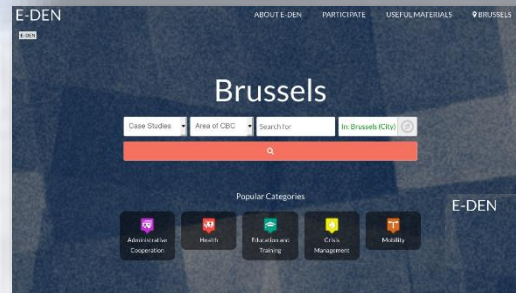 E-DEN
ABOUT E-DEN PARTICIPATE USEFUL MATERIALS BRUSSELS
E-DEN
Brussels
Case Studies Area of CBC Search for In: Brussels (City)
Popular Categories
Administrative Cooperation
Health
Education and Training
Crisis Management
Mobility
E-DEN